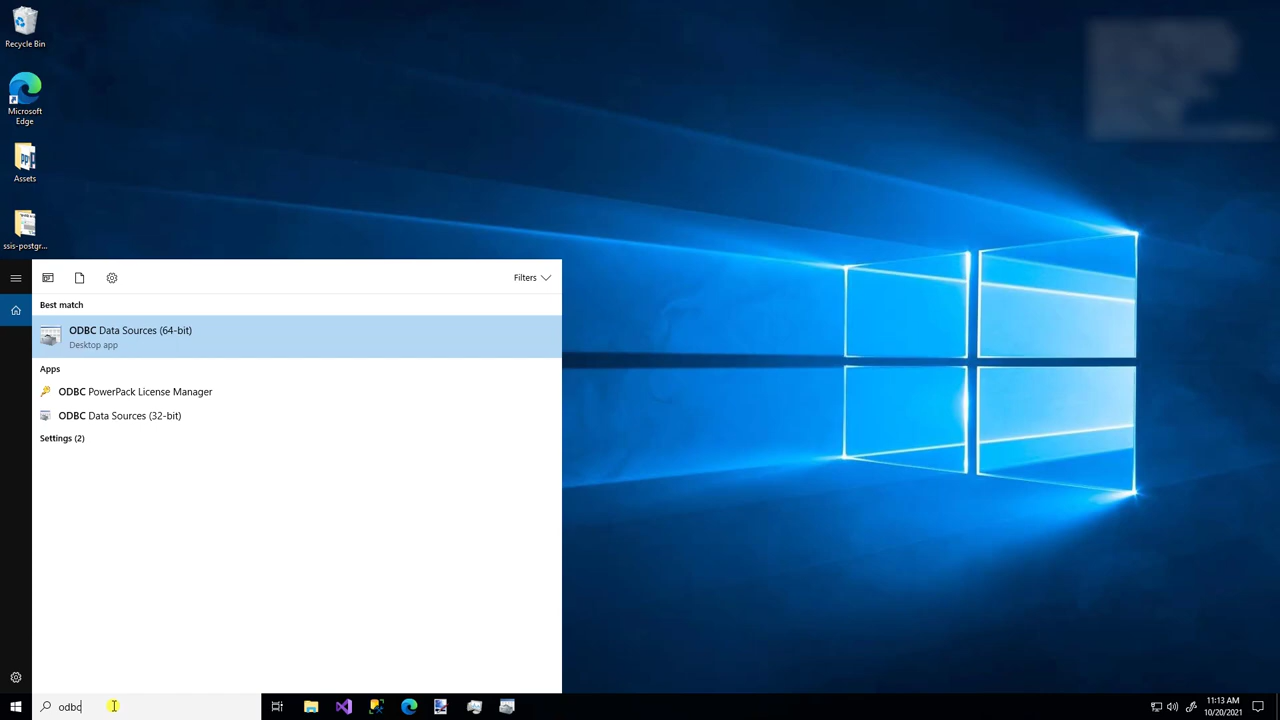 Recycle Bin
Microsoft
Edge
Assets
ssis-postgr...
Filters
Best match
ODBC Data Sources (64-bit)
Desktop app
Apps
ODBC PowerPack License Manager
ODBC Data Sources (32-bit)
Settings (2)
odbc
11:13 AM
10/20/2021